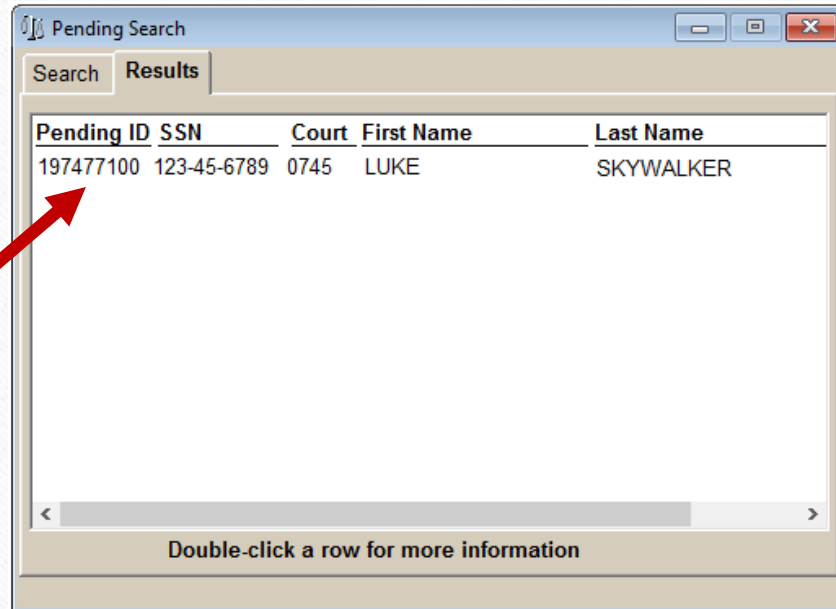 Pending Search
Search Results
Pending ID SSN Court First Name Last Name
197477100 123-45-6789 0745 LUKE SKYWALKER
Double-click a row for more information